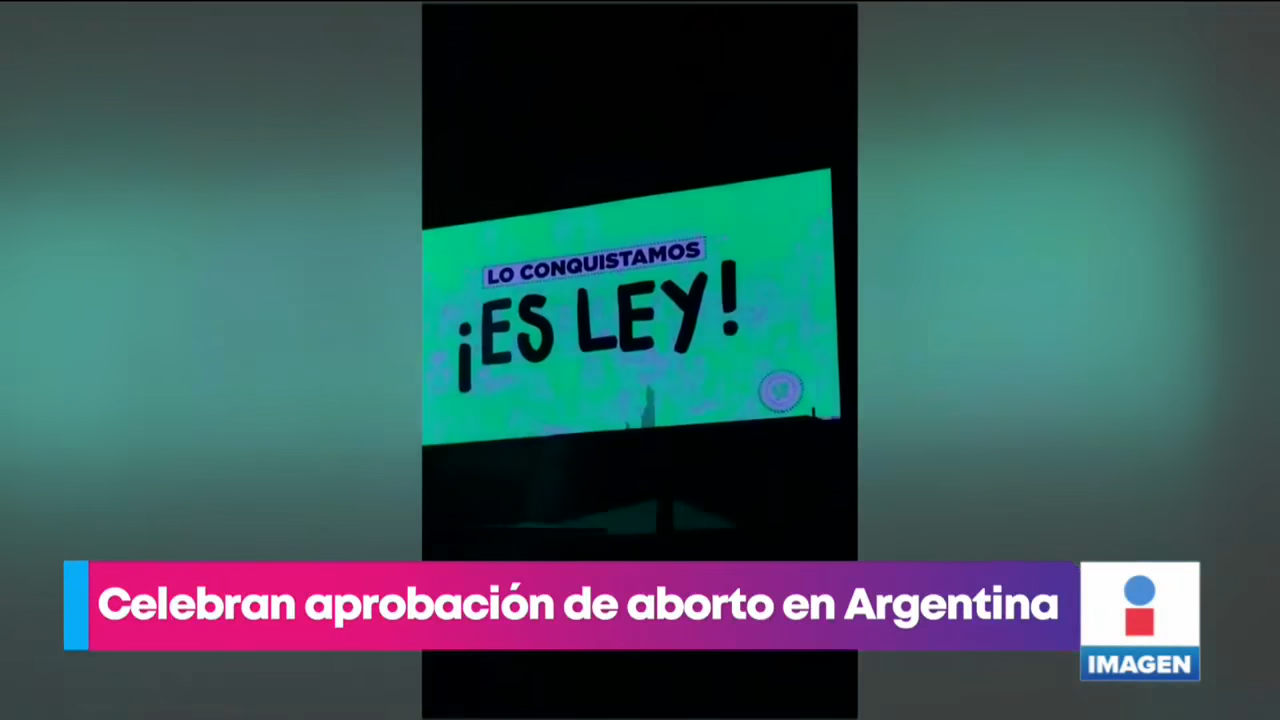 LO CONQUISTAMOS
¡ES LEY!
Celebran aprobación de aborto en Argentina
IMAGEN